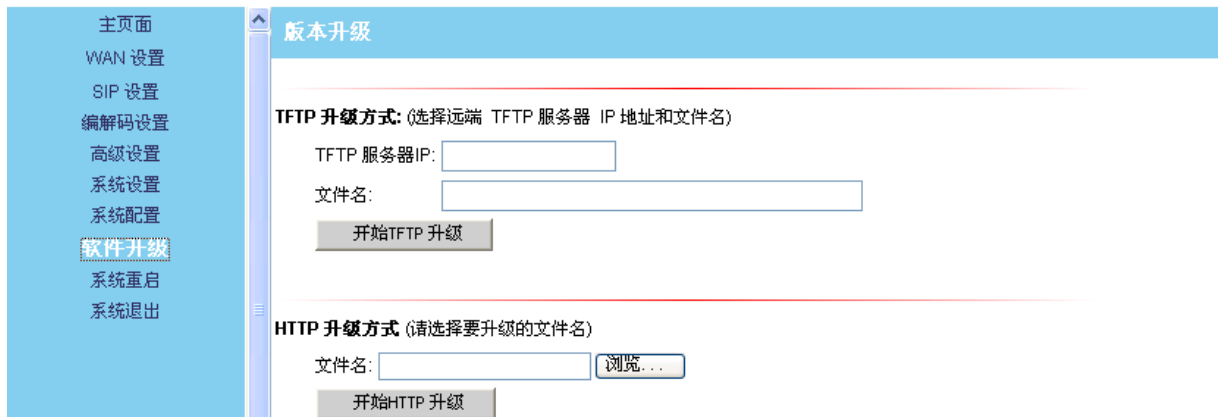 主页面
WAN 设置
SIP 设置
编解码设置
高级设置
系统设置
系统配置
软件升级
系统重启
系统退出
版本升级
TFTP 升级方式: (选择远端 TFTP 服务器 IP 地址和文件名)
TFTP 服务器IP:
文件名:
开始TFTP 升级
HTTP 升级方式 (请选择要升级的文件名)
文件名: 浏览...
开始HTTP 升级